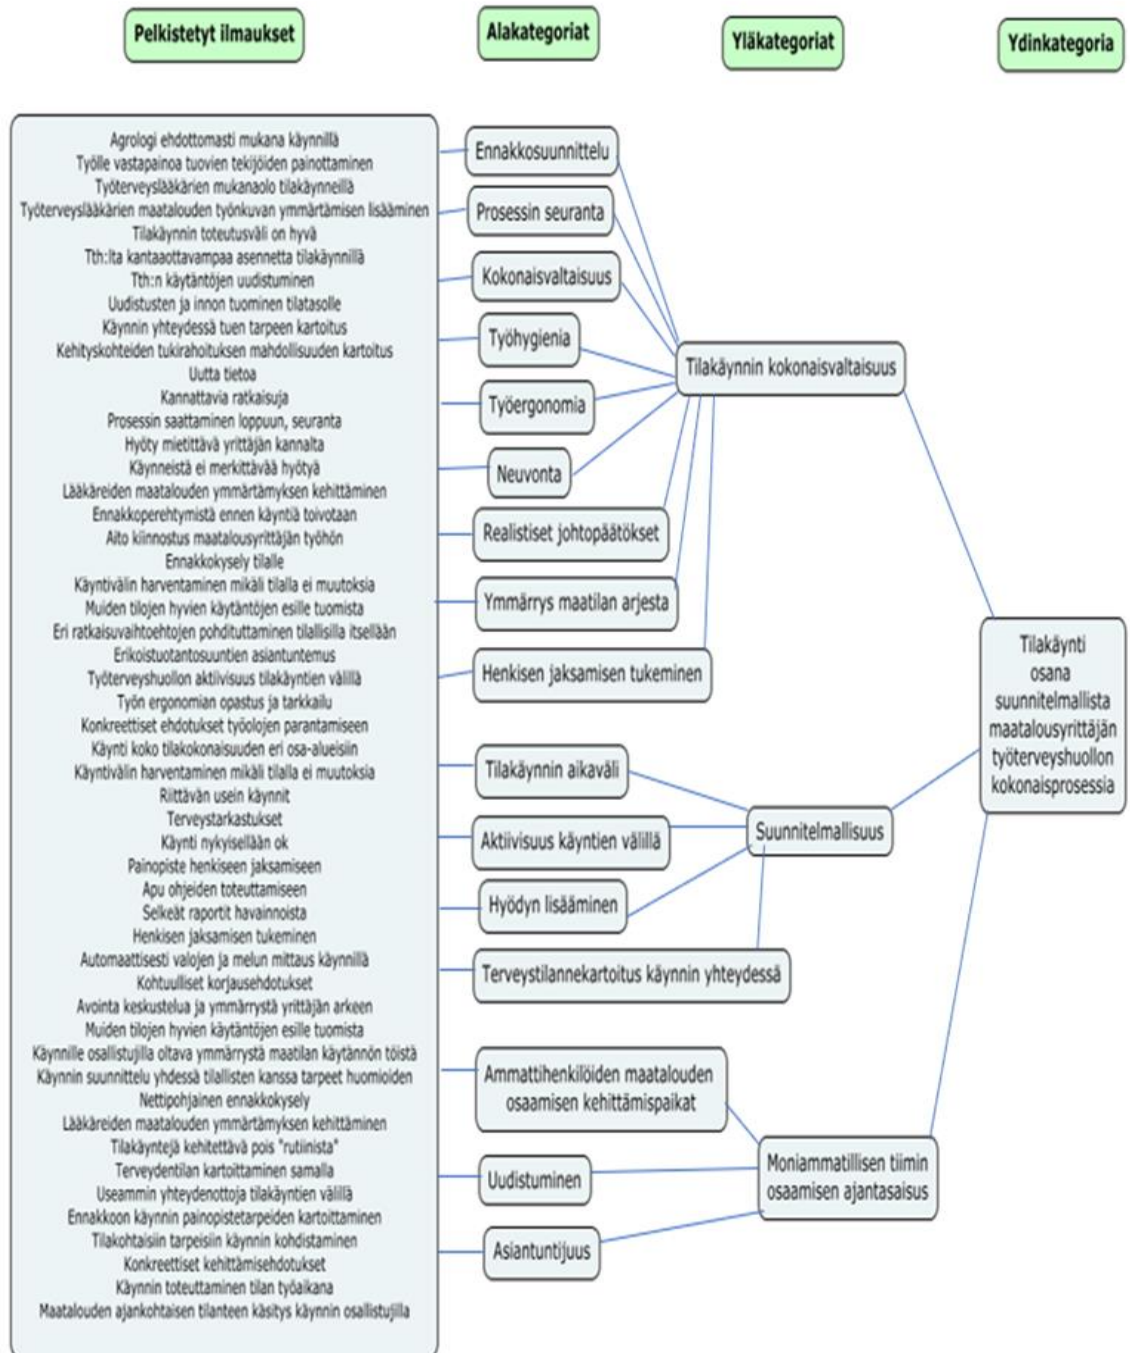 Pelkistetyt ilmaukset
Alakategoriat
Yläkategoriat
Ydinkategoria
Agrologi ehdottomasti mukana käynnillä
Työlle vastapainoa tuovien tekijöiden painottaminen
Työterveyslääkärien mukanaolo tilakäynneillä
Työterveyslääkärien maatalouden työnkuvan ymmärtämisen lisääminen
Tilakäynnin toteutusväli on hyvä
Tth:lta kantaaottavampaa asennetta tilakäynnillä
Tth:n käytäntöjen uudistuminen
Uudistusten ja innon tuominen tilatasolle
Käynnin yhteydessä tuen tarpeen kartoitus
Kehityskohteiden tukirahoituksen mahdollisuuden kartoitus
Uutta tietoa
Kannattavia ratkaisuja
Prosessin saattaminen loppuun, seuranta
Hyöty mietittävä yrittäjän kannalta
Käynneistä ei merkittävää hyötyä
Lääkäreiden maatalouden ymmärtämyksen kehittäminen
Ennakkoperehtymistä ennen käyntiä toivotaan
Aito kiinnostus maatalousyrittäjän työhön
Ennakkokysely tilalle
Käyntivälin harventaminen mikäli tilalla ei muutoksia
Muiden tilojen hyvien käytäntöjen esille tuomista
Eri ratkaisuvaihtoehtojen pohdituttaminen tilallisilla itsellään
Erikoistuotantosuuntien asiantuntemus
Työterveyshuollon aktiivisuus tilakäyntien välillä
Työn ergonomian opastus ja tarkkailu
Konkreettiset ehdotukset työolojen parantamiseen
Käynti koko tilakokonaisuuden eri osa-alueisiin
Käyntivälin harventaminen mikäli tilalla ei muutoksia
Riittävän usein käynnit
Terveystarkastukset
Käynti nykyisellään ok
Painopiste henkiseen jaksamiseen
Apu ohjeiden toteuttamiseen
Selkeät raportit havainnoista
Henkisen jaksamisen tukeminen
Automaattisesti valojen ja melun mittaus käynnillä
Kohtuulliset korjausehdotukset
Avointa keskustelua ja ymmärrystä yrittäjän arkeen
Muiden tilojen hyvien käytäntöjen esille tuomista
Käynnille osallistujilla oltava ymmärrystä maatilan käytännön töistä
Käynnin suunnittelu yhdessä tilallisten kanssa tarpeet huomioiden
Nettipohjainen ennakkokysely
Lääkäreiden maatalouden ymmärtämyksen kehittäminen
Tilakäyntejä kehitettävä pois "rutiinista"
Terveydentilan kartoittaminen samalla
Useammin yhteydenottoja tilakäyntien välillä
Ennakkoon käynnin painopistetarpeiden kartoittaminen
Tilakohtaisiin tarpeisiin käynnin kohdistaminen
Konkreettiset kehittämisehdotukset
Käynnin toteuttaminen tilan työaikana
Maatalouden ajankohtaisen tilanteen käsitys käynnin osallistujilla
Ennakkosuunnittelu
Prosessin seuranta
Kokonaisvaltaisuus
Työhygienia
Työergonomia
Neuvonta
Realistiset johtopäätökset
Ymmärrys maatilan arjesta
Henkisen jaksamisen tukeminen
Tilakäynnin aikaväli
Aktiivisuus käyntien välillä
Hyödyn lisääminen
Terveystilannekartoitus käynnin yhteydessä
Ammattihenkilöiden maatalouden
osaamisen kehittämispaikat
Uudistuminen
Asiantuntijuus
Tilakäynnin kokonaisvaltaisuus
Suunnitelmallisuus
Moniammatillisen tiimin
osaamisen ajantasaisuus
Tilakäynti
osana
suunnitelmallista
maatalousyrittäjän
työterveyshuollon
kokonaisprosessia